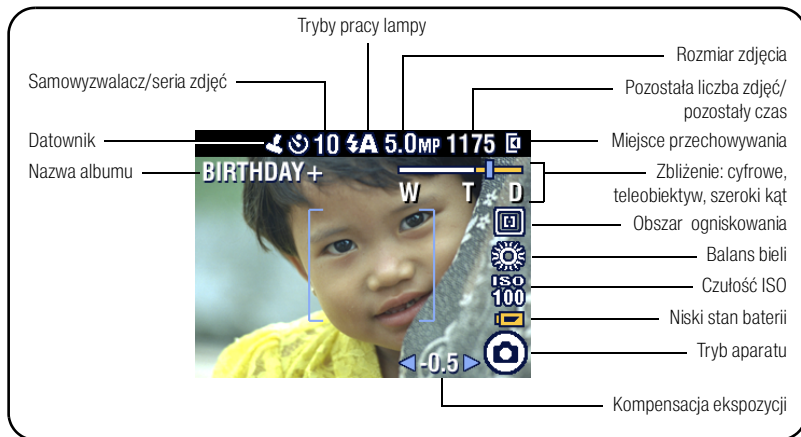 Tryby pracy lampy
Rozmiar zdjęcia
Samowyzwalacz/seria zdjęć
Pozostała liczba zdjęć/
pozostały czas
Datownik
10 A 5.0MP 1175
Miejsce przechowywania
Nazwa albumu
BIRTHDAY+
W T D
Zbliżenie: cyfrowe,
teleobiektyw, szeroki kąt
Obszar ogniskowania
Balans bieli
ISO
100
Czułość ISO
Niski stan baterii
Tryb aparatu
-0.5
Kompensacja ekspozycji